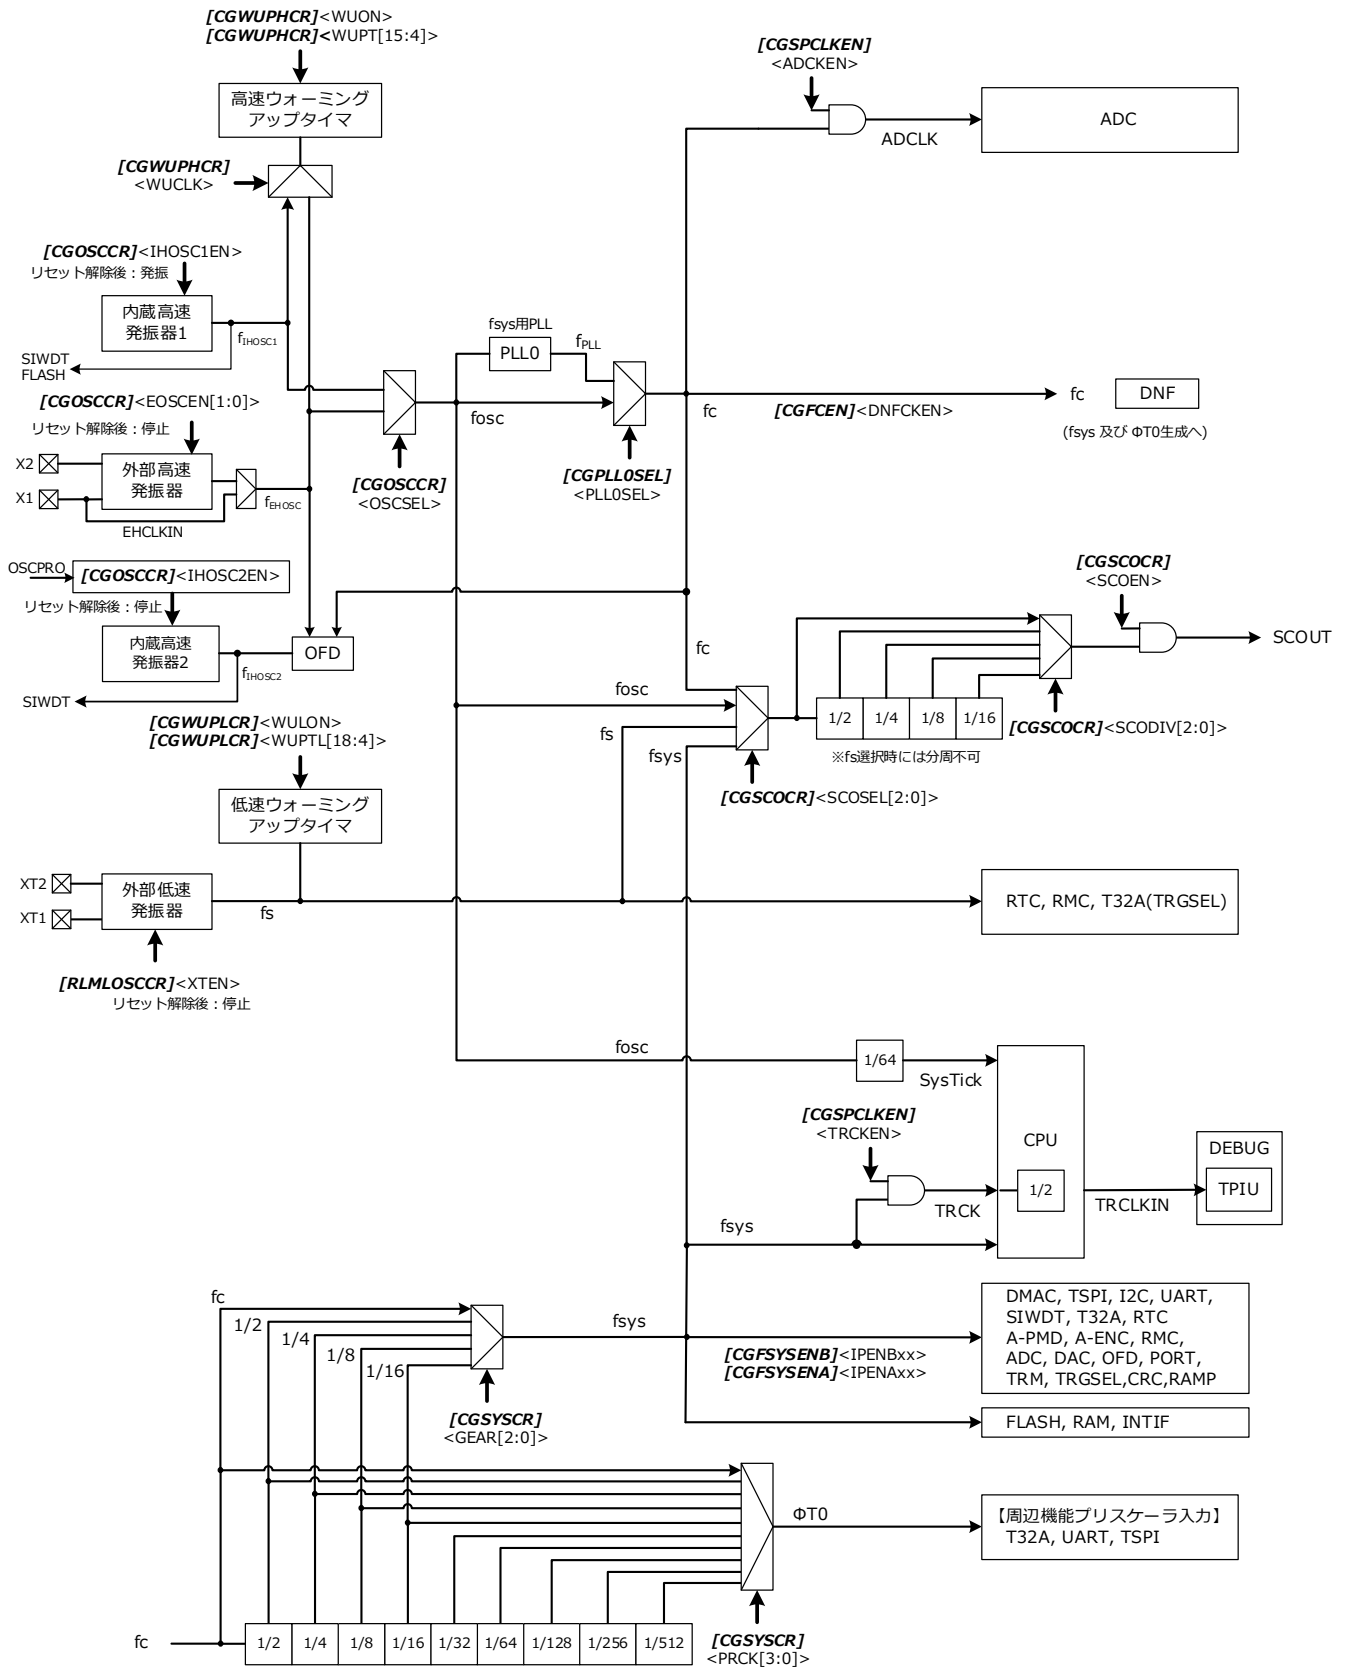 [CGWUPHCR]<WUON>
[CGWUPHCR]<WUPT[15:4]>
高速ウォーミング
アップタイマ
[CGWUPHCR]
<WUCLK>
[CGSPCLKEN]
<ADCKEN>
ADCLK
ADC
[CGOSCCR]<IHOSC1EN>
リセット解除後：発振
内蔵高速
発振器1
fIHOSC1
SIWDT
FLASH
fsys用PLL
PLL0
fPLL
[CGOSCCR]<EOSCEN[1:0]>
リセット解除後：停止
X2
X1
外部高速
発振器
EHCLKIN
fEHOSC
fosc
[CGOSCCR]
<OSCSEL>
[CGPLL0SEL]
<PLL0SEL>
fc
[CGFCEN]<DNFCKEN>
fc
DNF
(fsys 及び ΦT0生成へ)
OSCPRO
[CGOSCCR]<IHOSC2EN>
リセット解除後：停止
内蔵高速
発振器2
fIHOSC2
OFD
SIWDT
[CGSCOCR]
<SCOEN>
SCOUT
fc
fosc
fs
fsys
1/2
1/4
1/8
1/16
[CGSCOCR]<SCODIV[2:0]>
※fs選択時には分周不可
[CGSCOCR]<SCOSEL[2:0]>
[CGWUPLCR]<WULON>
[CGWUPLCR]<WUPTL[18:4]>
低速ウォーミング
アップタイマ
XT2
XT1
外部低速
発振器
fs
RTC, RMC, T32A(TRGSEL)
[RLMLOSCCR]<XTEN>
リセット解除後：停止
fosc
1/64
SysTick
[CGSPCLKEN]
<TRCKEN>
CPU
1/2
TRCK
TRCLKIN
DEBUG
TPIU
fsys
fc
1/2
1/4
1/8
1/16
fsys
[CGSYSCR]
<GEAR[2:0]>
[CGFSYSENB]<IPENBxx>
[CGFSYSENA]<IPENAxx>
DMAC, TSPI, I2C, UART,
SIWDT, T32A, RTC
A-PMD, A-ENC, RMC,
ADC, DAC, OFD, PORT,
TRM, TRGSEL,CRC,RAMP
FLASH, RAM, INTIF
ΦT0
【周辺機能プリスケーラ入力】
T32A, UART, TSPI
fc
1/2
1/4
1/8
1/16
1/32
1/64
1/128
1/256
1/512
[CGSYSCR]
<PRCK[3:0]>